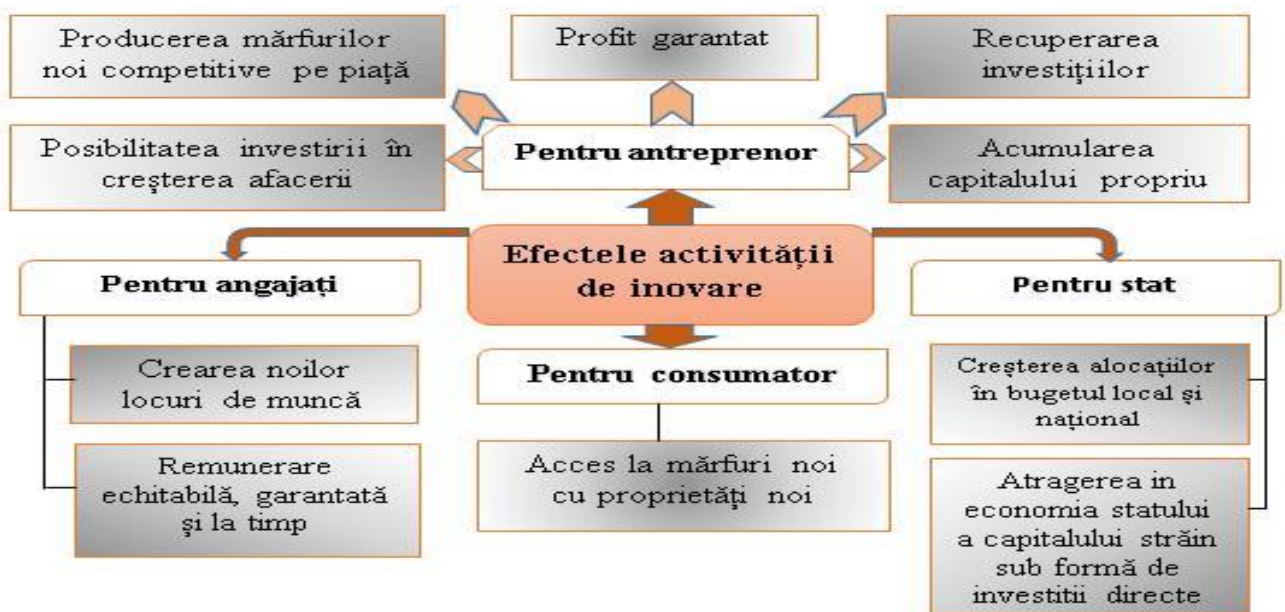 Producerea mărfurilor
noi competitive pe piață
Profit garantat
Recuperarea
investițiilor
Posibilitatea investirii în
creșterea afacerii
Pentru antreprenor
Acumularea
capitalului propriu
Efectele activității
de inovare
Pentru angajați
Pentru stat
Crearea noilor
locuri de muncă
Remunerare
echitabilă, garantată
și la timp
Pentru consumator
Acces la mărfuri noi
cu proprietăți noi
Creșterea alocațiilor
în bugetul local și
național
Atragerea in
economia statului
a capitalului străin
sub formă de
investitii directe